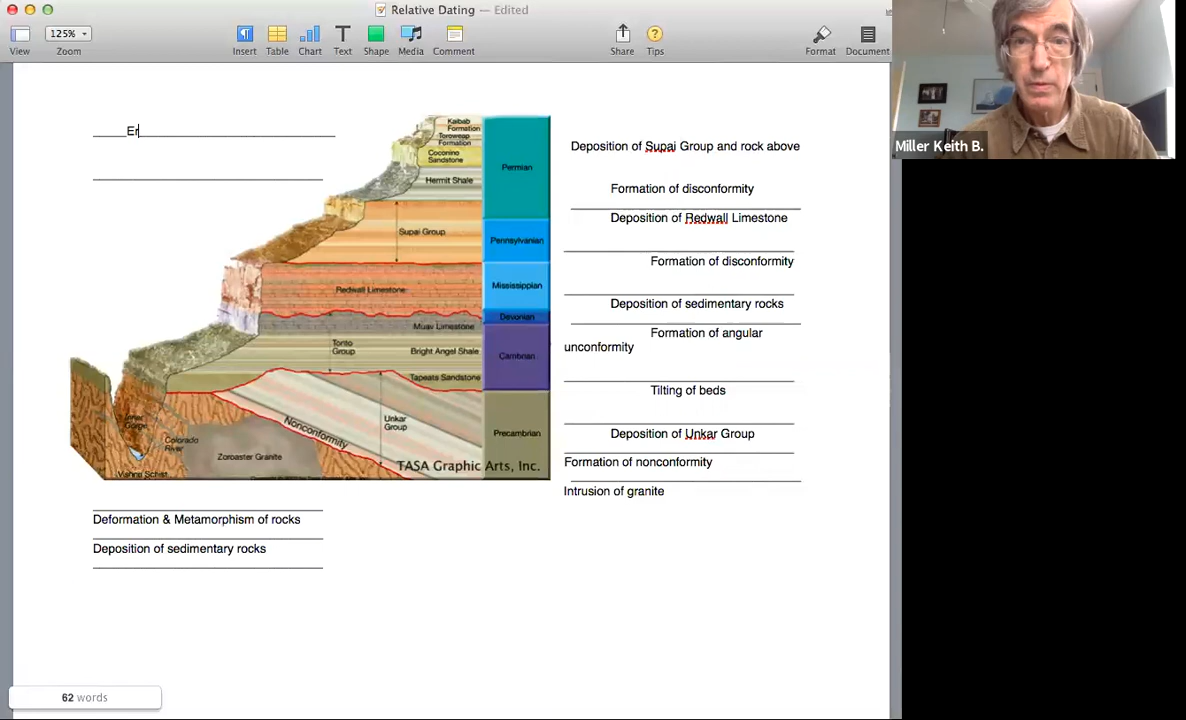 Relative Dating — Edited
125%
View
Zoom
Insert
Table
Chart
Text
Shape
Media
Comment
Share
Tips
Format
Document
Er
Kaibab
Formation
Toroweap
Formation
Coconino
Sandstone
Hermit Shale
Supai Group
Redwall Limestone
Muav Limestone
Tonto
Group
Bright Angel Shale
Tapeats Sandstone
Unkar
Group
Nonconformity
Inner
Gorge
Colorado
River
Zoroaster Granite
Vishnu Schist
TASA Graphic Arts, Inc.
Permian
Pennsylvanian
Mississippian
Devonian
Cambrian
Precambrian
Deposition of Supai Group and rock above
Formation of disconformity
Deposition of Redwall Limestone
Formation of disconformity
Deposition of sedimentary rocks
Formation of angular
unconformity
Tilting of beds
Deposition of Unkar Group
Formation of nonconformity
Intrusion of granite
Deformation & Metamorphism of rocks
Deposition of sedimentary rocks
62 words
Miller Keith B.